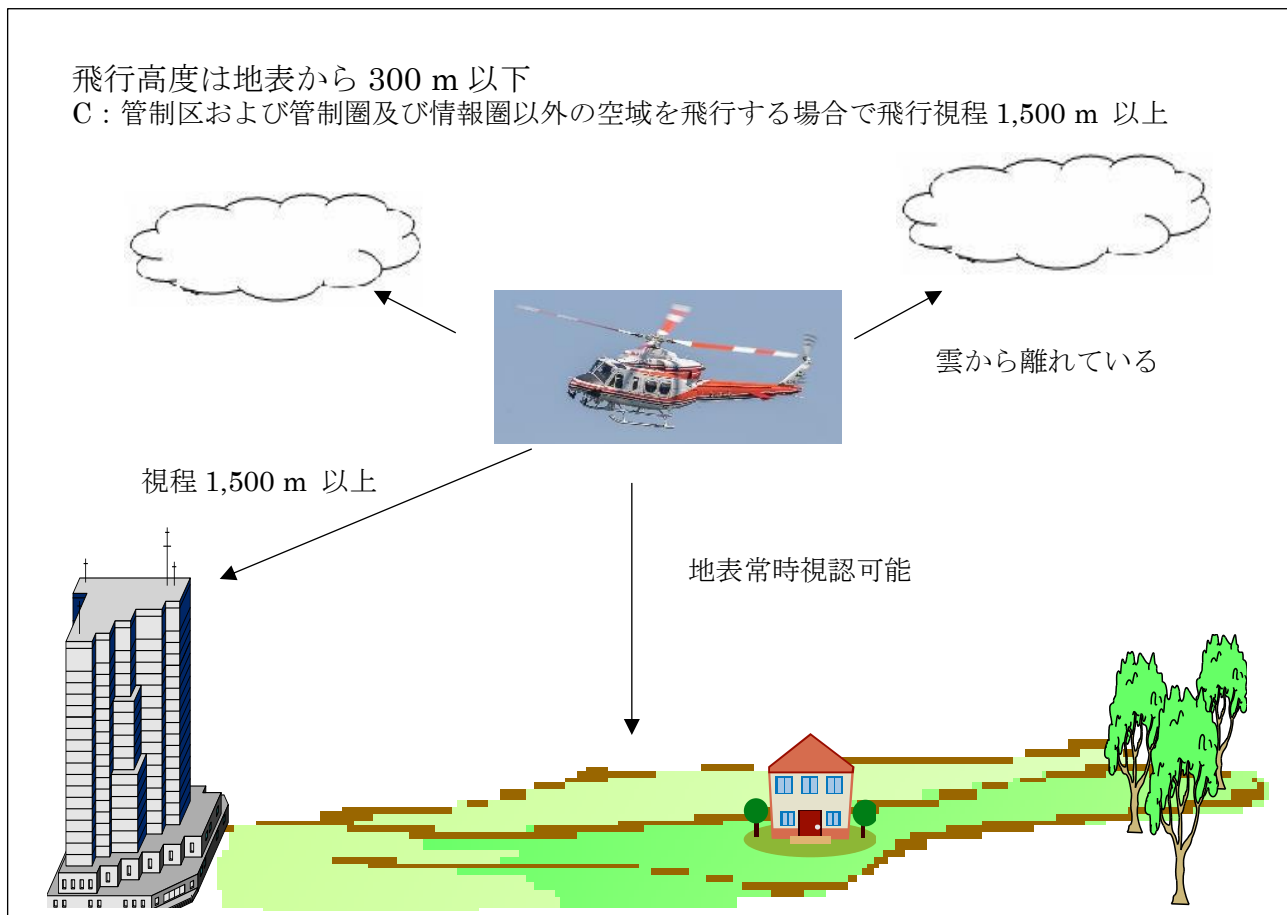 飛行高度は地表から 300 m 以下
C：管制区および管制圏及び情報圏以外の空域を飛行する場合で飛行視程 1,500 m 以上
雲から離れている
視程 1,500 m 以上
地表常時視認可能